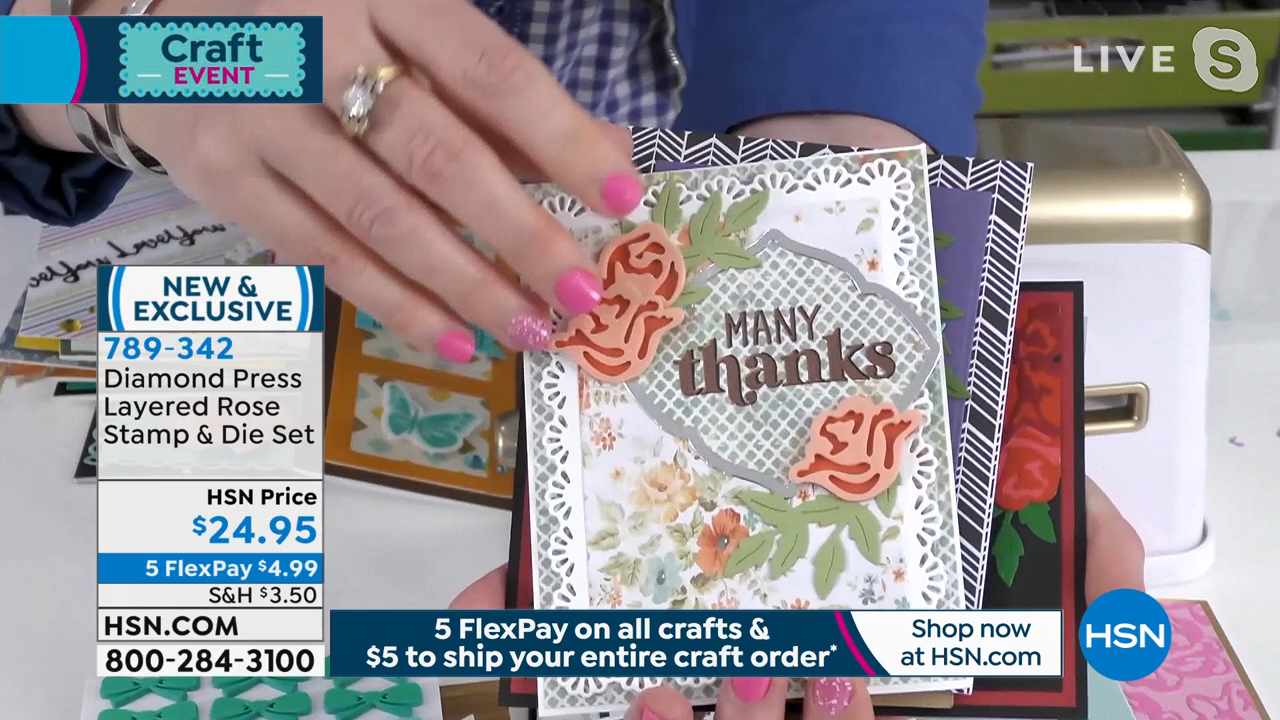 Craft
EVENT
LIVE S
NEW &
EXCLUSIVE
789-342
Diamond Press
Layered Rose
Stamp & Die Set
HSN Price
$24.95
5 FlexPay $4.99
S&H $3.50
HSN.COM
800-284-3100
MANY
thanks
5 FlexPay on all crafts &
$5 to ship your entire craft order*
Shop now
at HSN.com
HSN